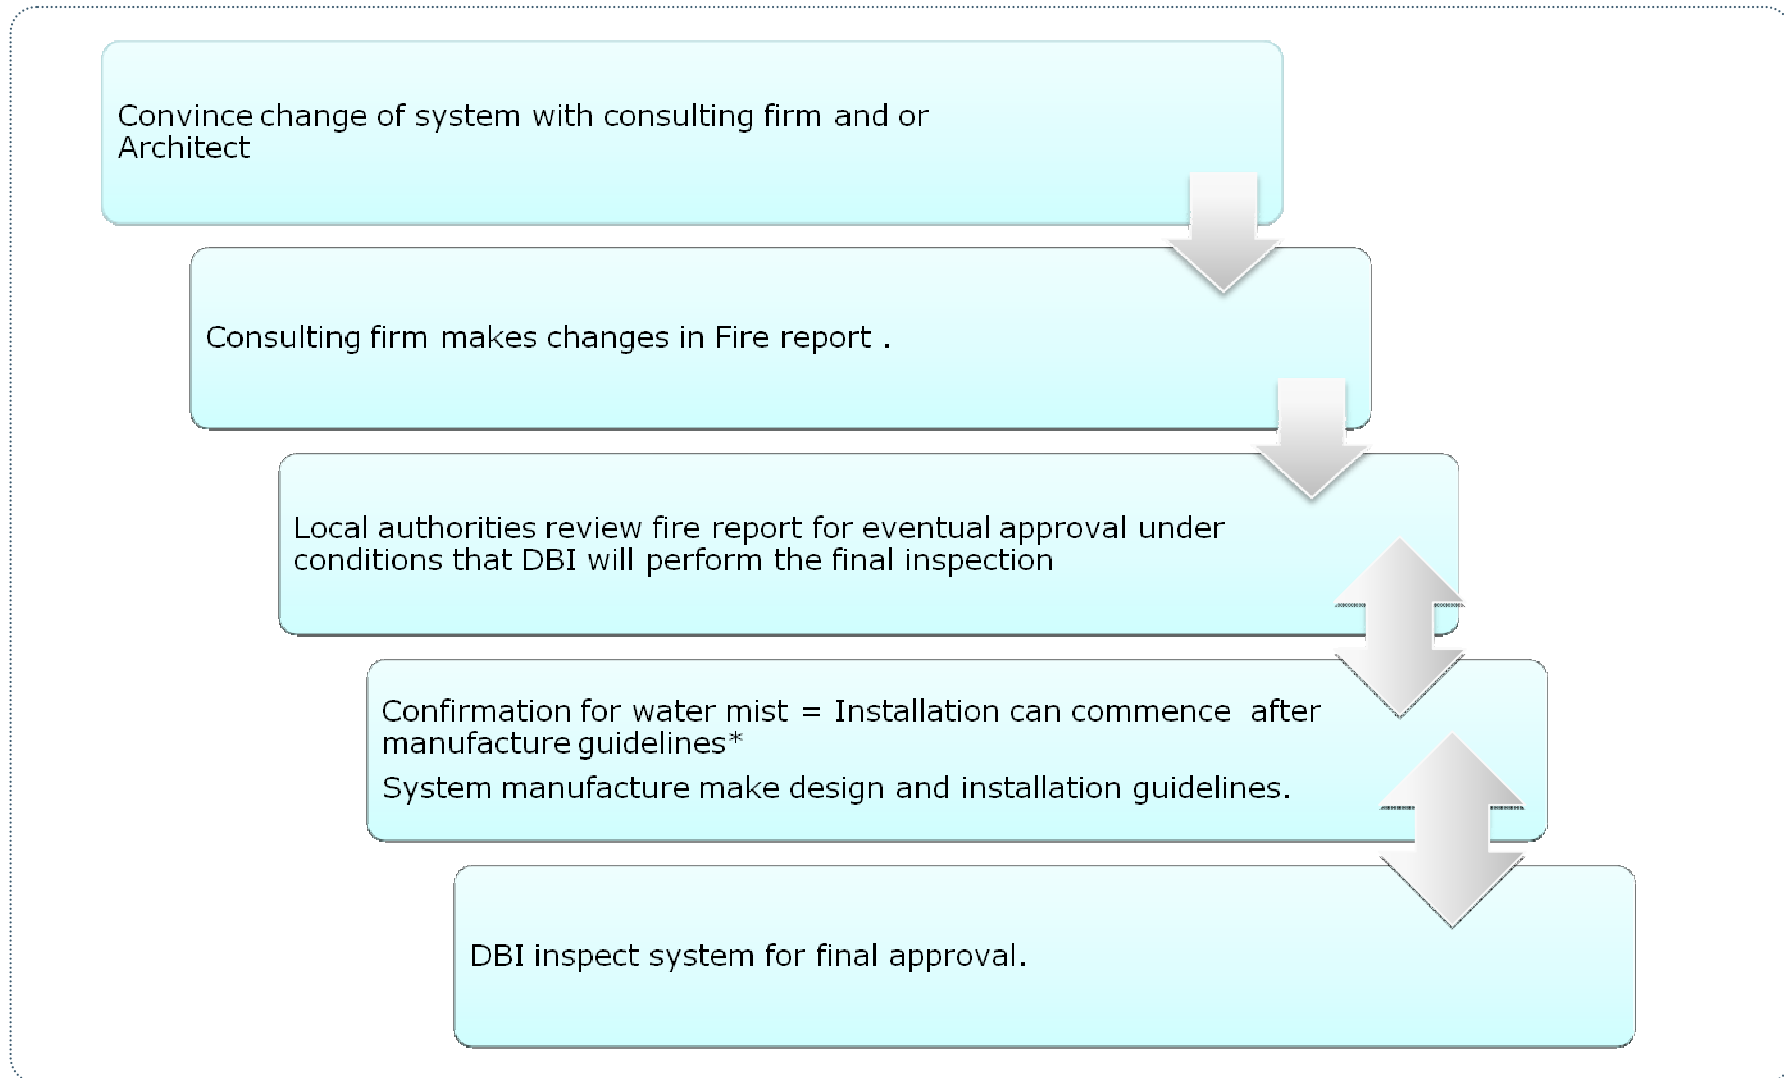 Convince change of system with consulting firm and or
Architect
Consulting firm makes changes in Fire report .
Local authorities review fire report for eventual approval under
conditions that DBI will perform the final inspection
Confirmation for water mist = Installation can commence after
manufacture guidelines*
System manufacture make design and installation guidelines.
DBI inspect system for final approval.